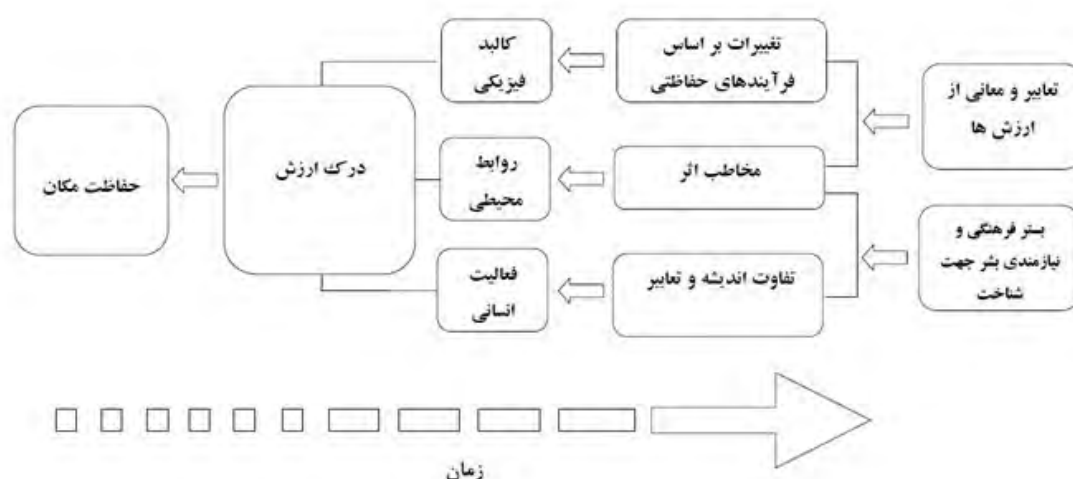 تعابیر و معانی از
ارزش ها
بستر فرهنگی و
نیازمندی بشر جهت
شناخت
تغییرات بر اساس
فرآیندهای حفاظتی
مخاطب اثر
تفاوت اندیشه و تعابیر
کالبد
فیزیکی
روابط
محیطی
فعالیت
انسانی
درک ارزش
حفاظت مکان
زمان